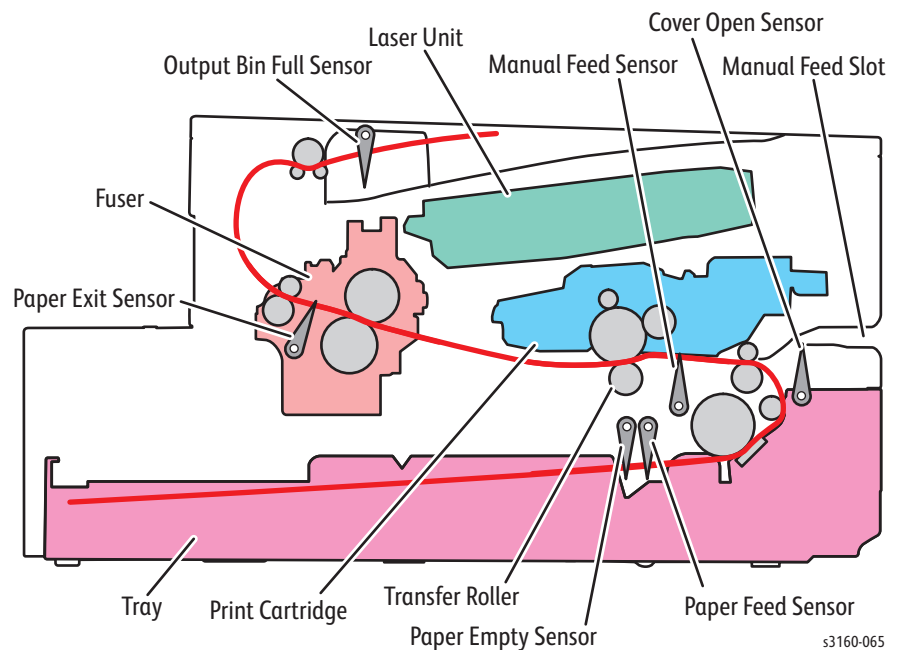 Cover Open Sensor
Laser Unit
Output Bin Full Sensor
Manual Feed Sensor
Manual Feed Slot
Fuser
Paper Exit Sensor
Tray
Print Cartridge
Transfer Roller
Paper Feed Sensor
Paper Empty Sensor
s3160-065